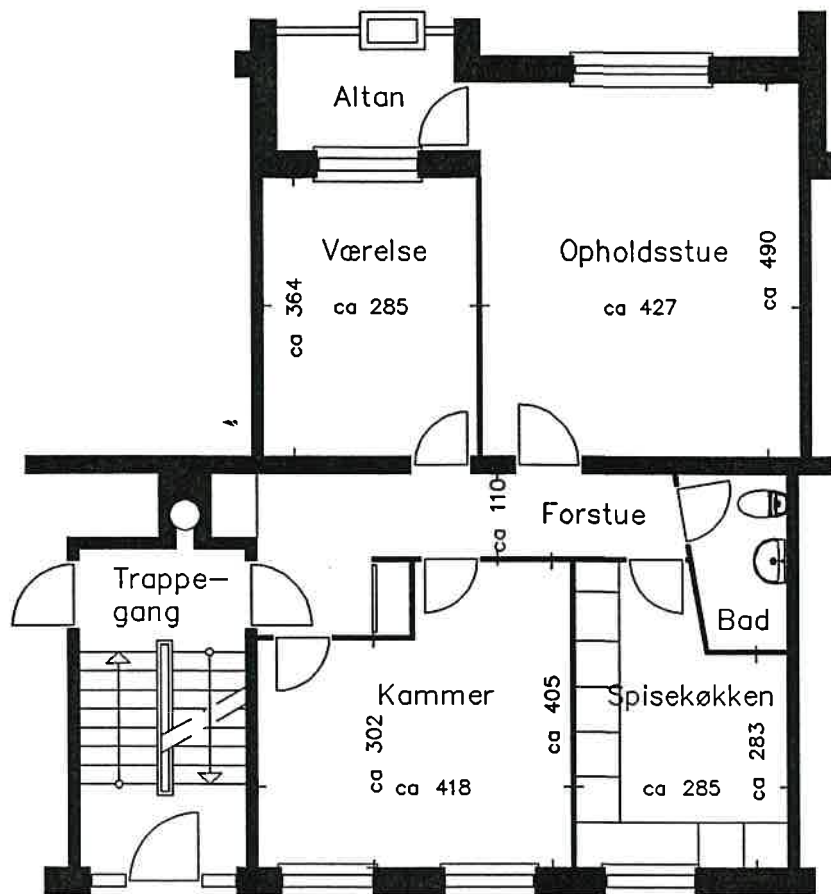 Altan
Værelse
ca 364
ca 285
Opholdsstue
ca 427
ca 490
ca 110
Forstue
Trappe-
gang
Bad
Kammer
ca 302
ca 418
ca 405
Spisekøkken
ca 285
ca 283